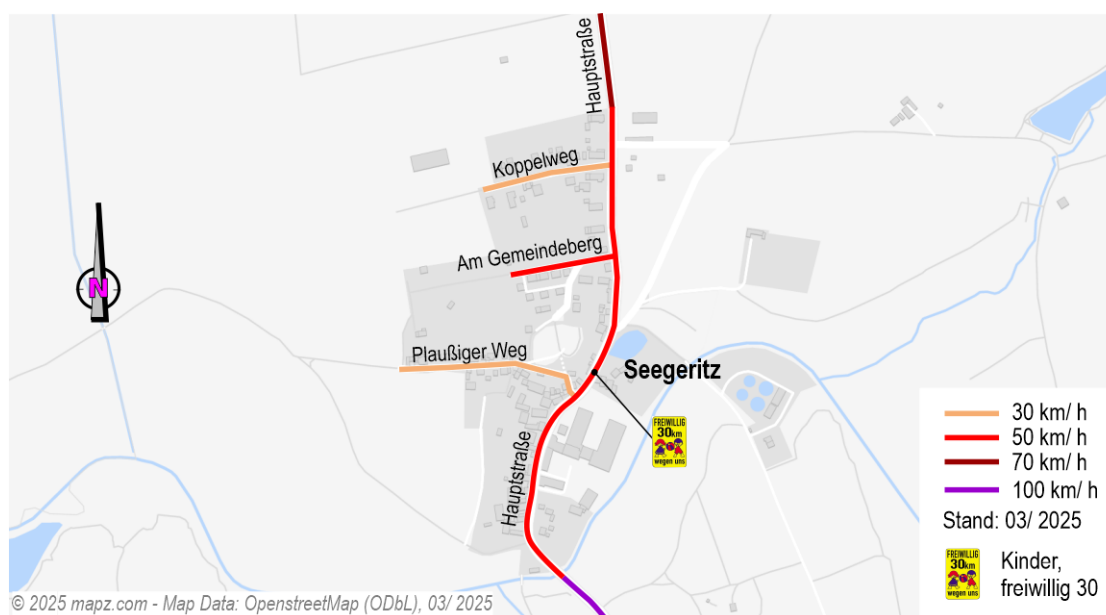 Hauptstraße
Koppelweg
Am Gemeindeberg
Plaußiger Weg
Seegeritz
N
FREIWILLIG
30km
wegen uns
Hauptstraße
30 km/ h
50 km/ h
70 km/ h
100 km/ h
Stand: 03/ 2025
FREIWILLIG
30km
wegen uns
Kinder,
freiwillig 30
© 2025 mapz.com - Map Data: OpenstreetMap (ODbL), 03/ 2025